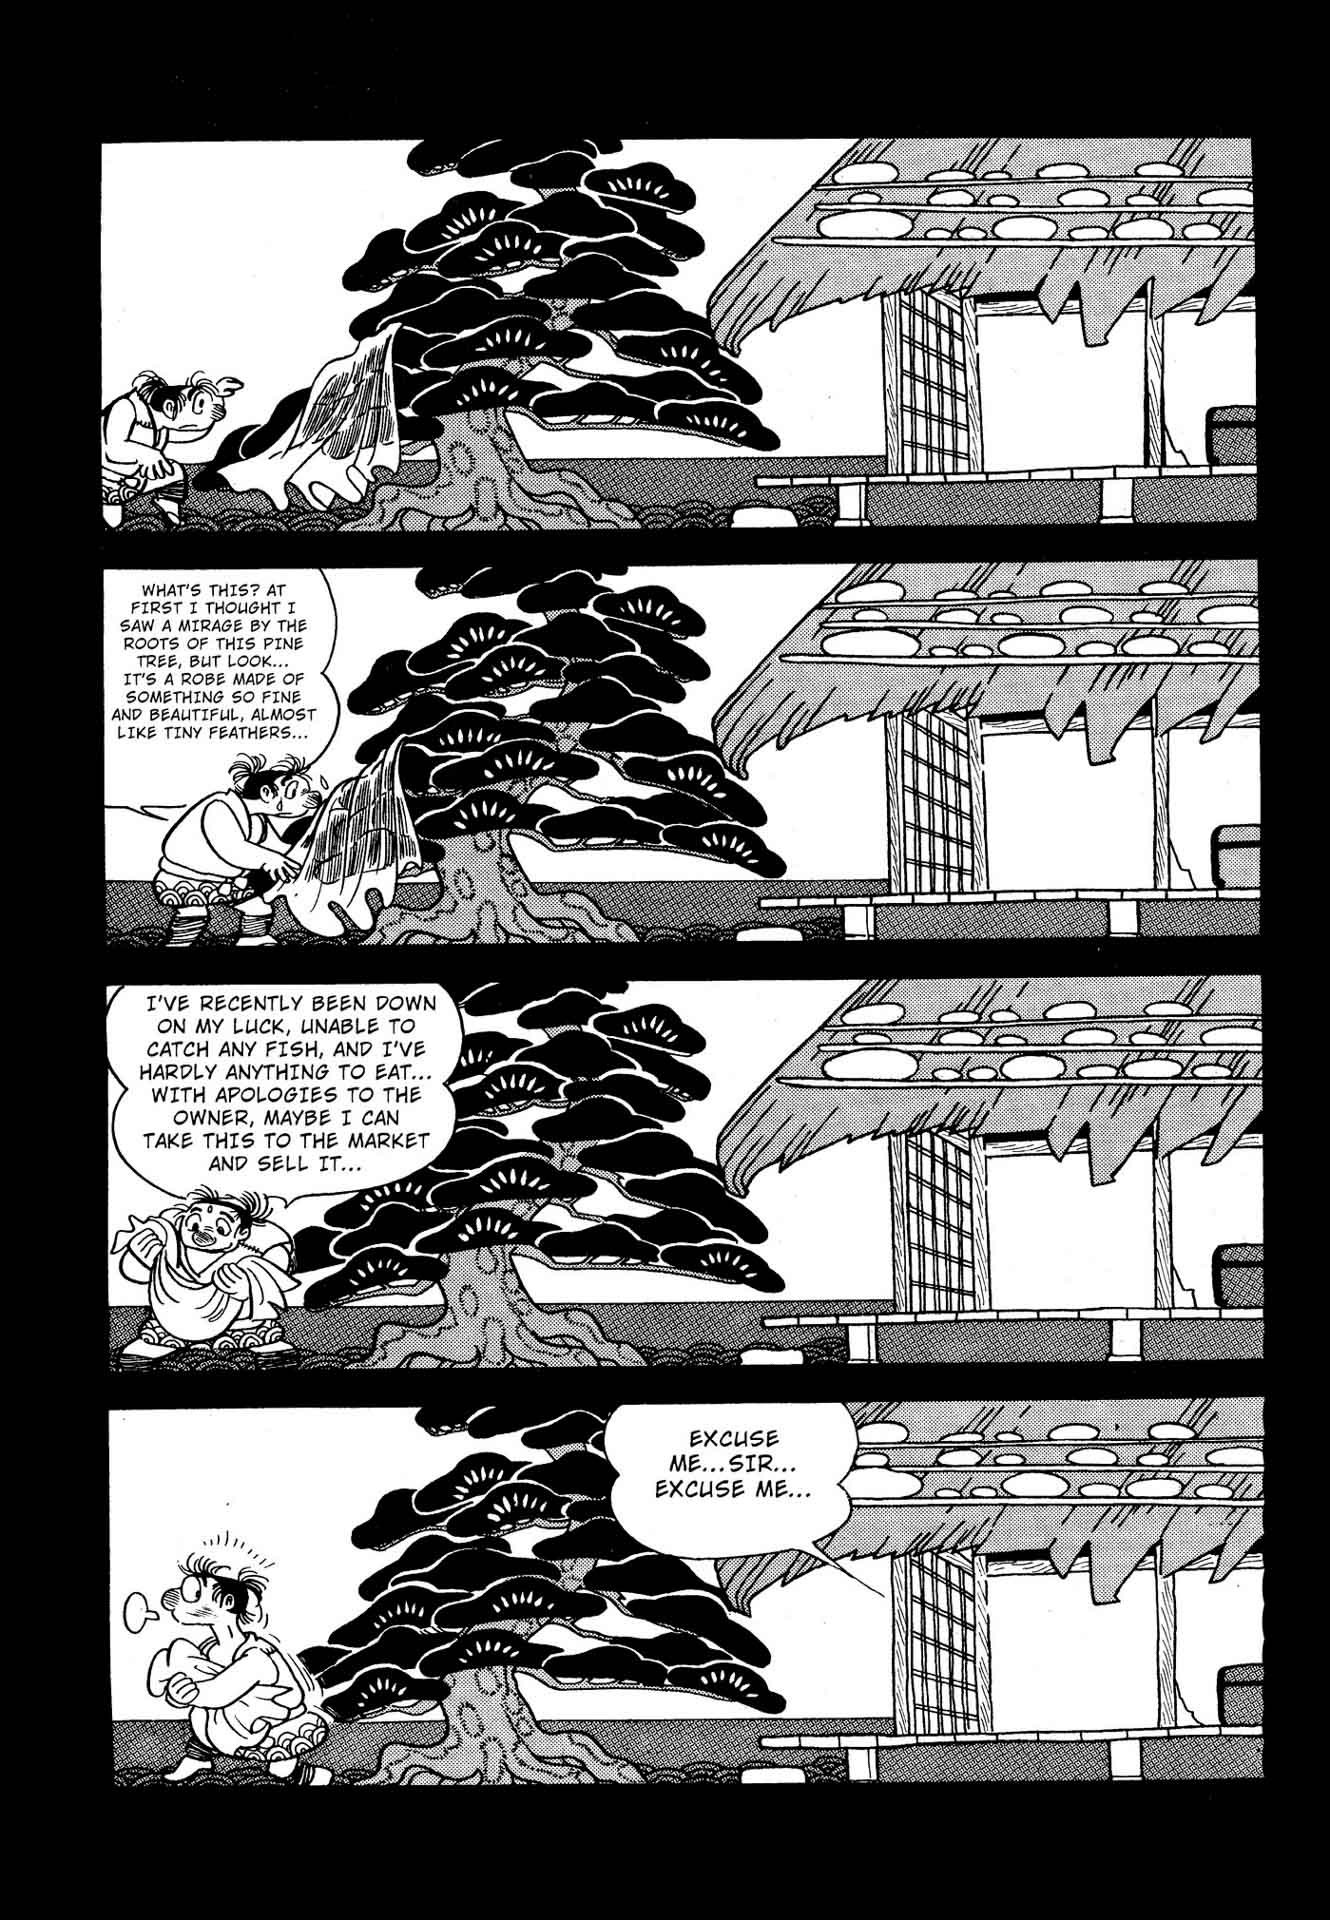 WHAT'S THIS? AT
FIRST I THOUGHT I
SAW A MIRAGE BY THE
ROOTS OF THIS PINE
TREE, BUT LOOK...
IT'S A ROBE MADE OF
SOMETHING SO FINE
AND BEAUTIFUL, ALMOST
LIKE TINY FEATHERS...
I'VE RECENTLY BEEN DOWN
ON MY LUCK, UNABLE TO
CATCH ANY FISH, AND I'VE
HARDLY ANYTHING TO EAT...
WITH APOLOGIES TO THE
OWNER, MAYBE I CAN
TAKE THIS TO THE MARKET
AND SELL IT...
EXCUSE
ME...SIR...
EXCUSE ME...